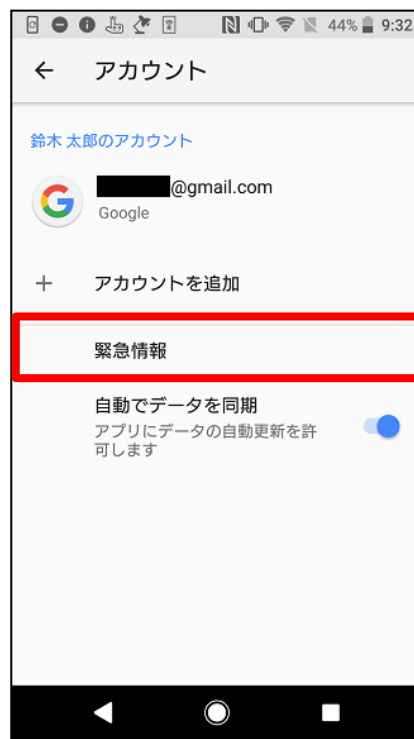 44% 9:32
アカウント
鈴木 太郎のアカウント
@gmail.com
Google
アカウントを追加
緊急情報
自動でデータを同期
アプリにデータの自動更新を許
可します